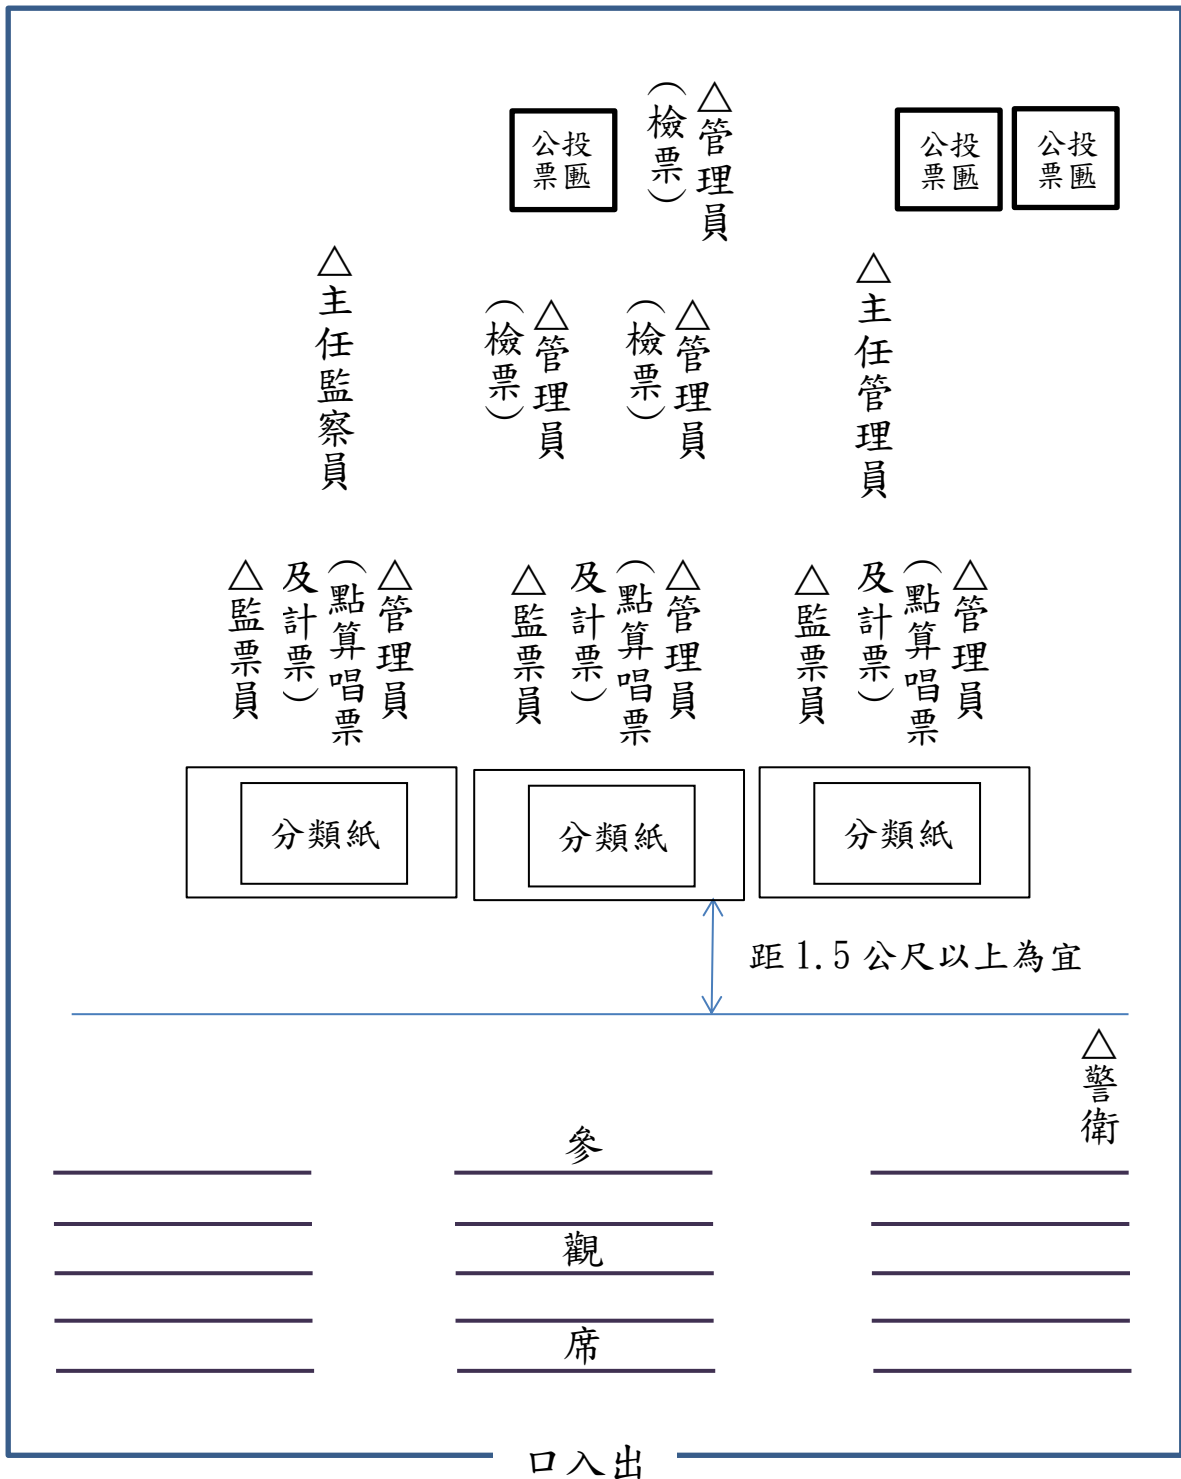 公投
票匭
△管理員
（檢票）
公投
票匭
公投
票匭
△主任監察員
△管理員
（檢票）
△管理員
（檢票）
△主任管理員
△管理員
（點算唱票
及計票）
△監票員
△管理員
（點算唱票
及計票）
△監票員
△管理員
（點算唱票
及計票）
△監票員
分類紙
分類紙
分類紙
距1.5公尺以上為宜
△警衛
參
觀
席
口入出